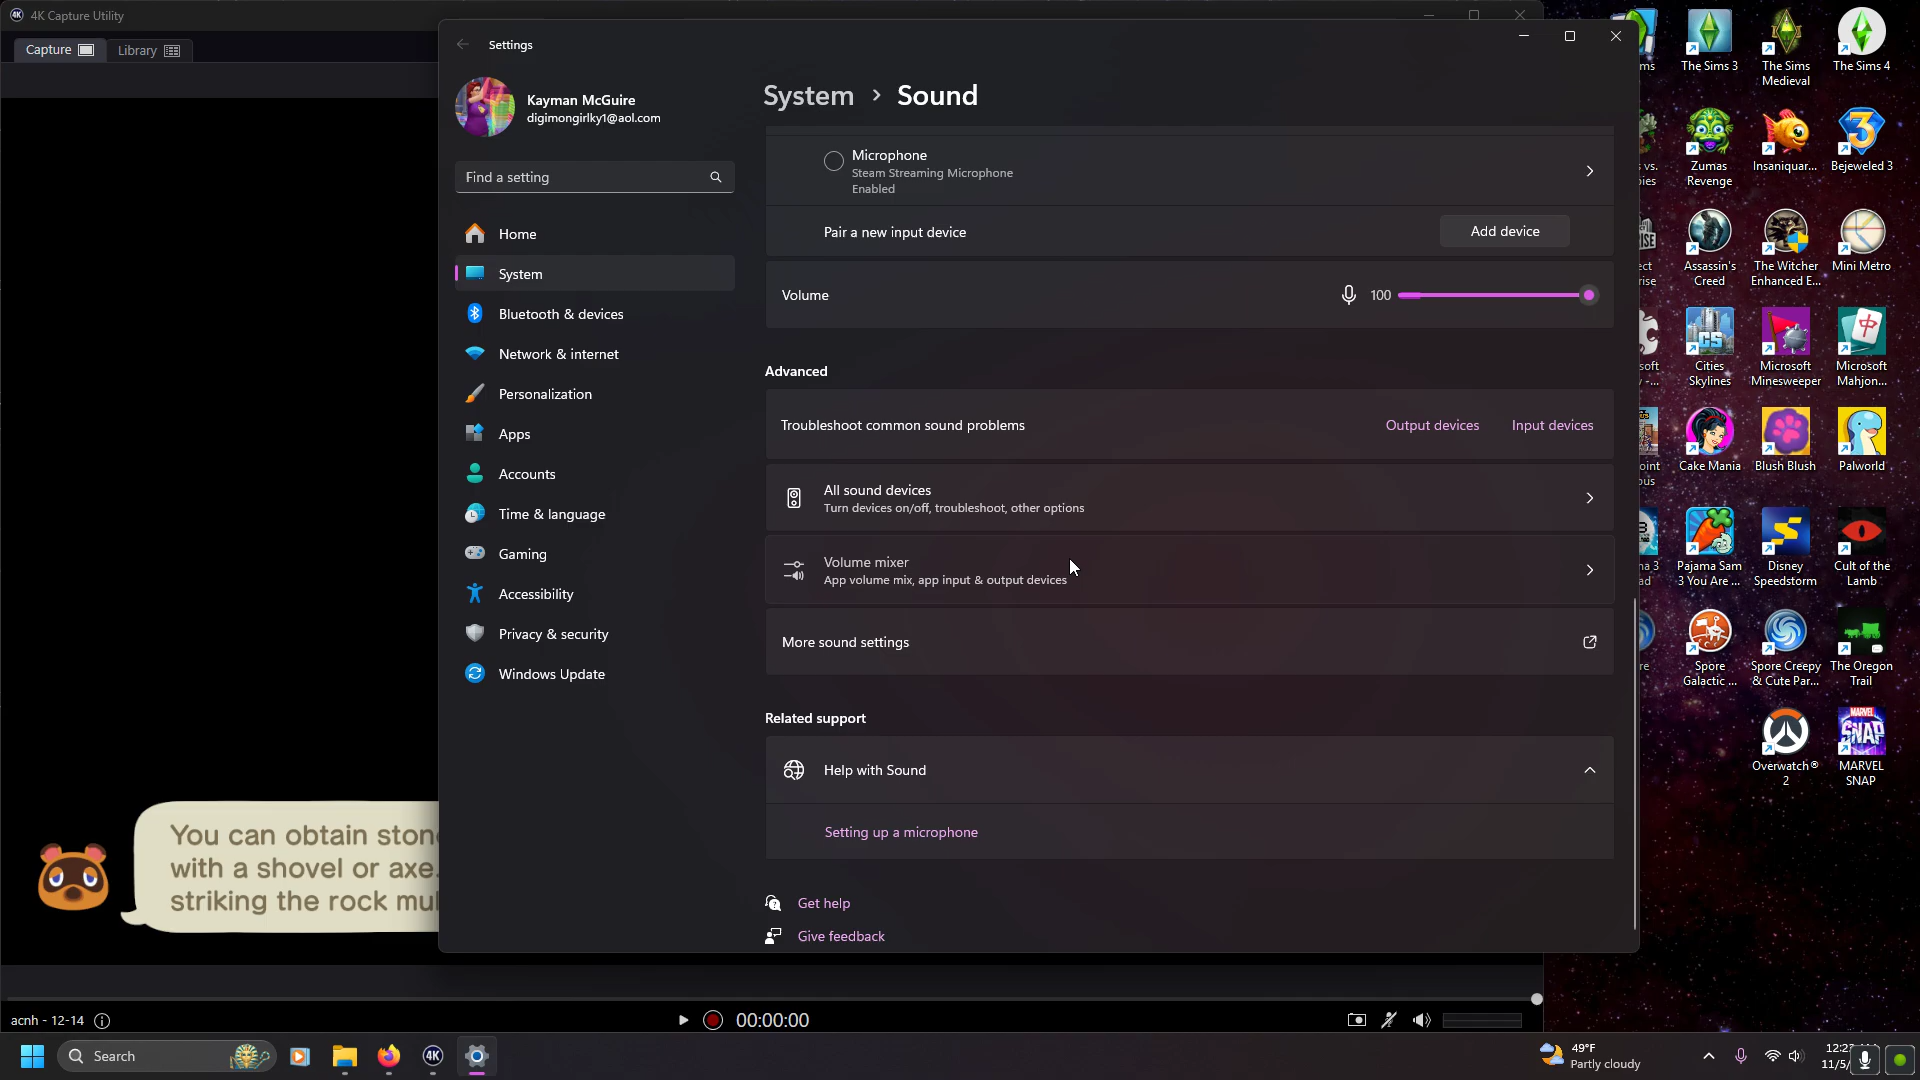 4K Capture Utility
Capture
Library
Settings
Kayman McGuire
digimongirlky1@aol.com
Find a setting
Home
System
Bluetooth & devices
Network & internet
Personalization
Apps
Accounts
Time & language
Gaming
Accessibility
Privacy & security
Windows Update
System > Sound
Microphone
Steam Streaming Microphone
Enabled
Pair a new input device
Add device
Volume
100
Advanced
Troubleshoot common sound problems
Output devices
Input devices
All sound devices
Turn devices on/off, troubleshoot, other options
Volume mixer
App volume mix, app input & output devices
More sound settings
Related support
Help with Sound
Setting up a microphone
Get help
Give feedback
You can obtain
with a shovel or axe.
striking the rock
acnh - 12-14
00:00:00
The Sims 3
The Sims
Medieval
The Sims 4
Zumas
Revenge
Insaniquar...
Bejeweled 3
Assassin's
Creed
The Witcher
Enhanced E...
Mini Metro
Cities
Skylines
Microsoft
Minesweeper
Microsoft
Mahjon...
Cake Mania
Blush Blush
Palworld
Pajama Sam
3 You Are ...
Disney
Speedstorm
Cult of the
Lamb
Spore
Galactic ...
Spore Creepy
& Cute Par...
The Oregon
Trail
Overwatch®
2
MARVEL
SNAP
MARVEL
SNAP
CS
3
Search
4K
49°F
Partly cloudy
11/5/